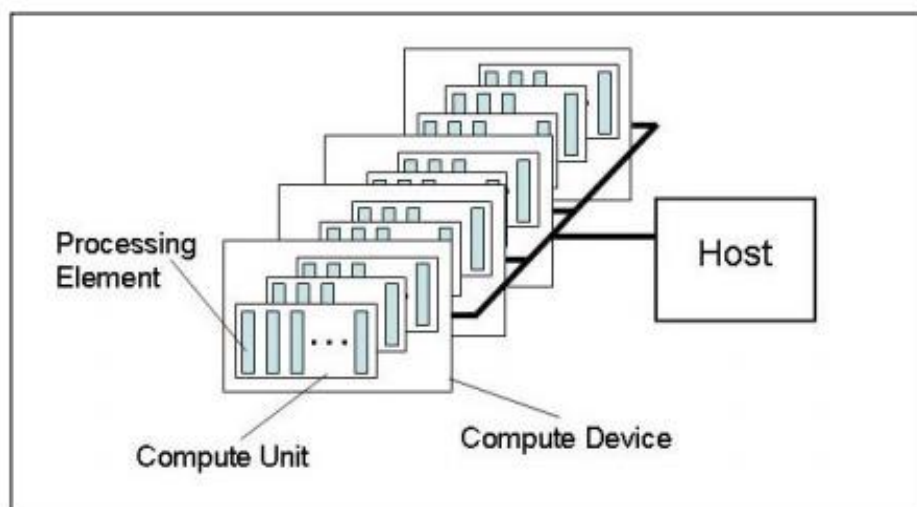 Processing
Element
Host
Compute Device
Compute Unit